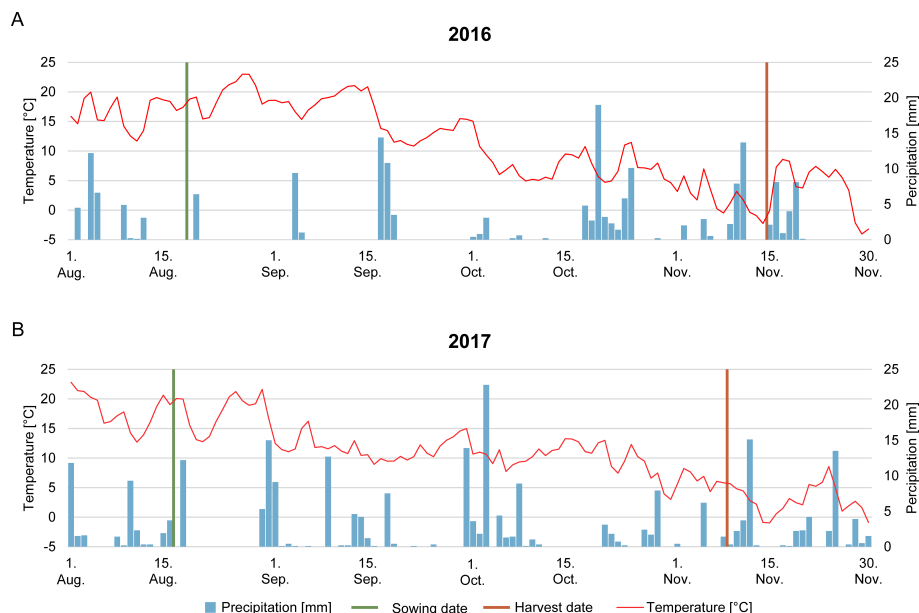 A
2016
Temperature [°C]
25
20
15
10
5
0
-5
25
20
15
10
5
0
Percipitation [mm]
1. 15. 1. 15. 1. 15. 1. 15. 30.
Aug. Aug. Sep. Sep. Oct. Oct. Nov. Nov. Nov.
B
2017
Temperature [°C]
25
20
15
10
5
0
-5
25
20
15
10
5
0
Percipitation [mm]
1. 15. 1. 15. 1. 15. 1. 15. 30.
Aug. Aug. Sep. Sep. Oct. Oct. Nov. Nov. Nov.
Precipitation [mm] Sowing date Harvest date Temperature [°C]